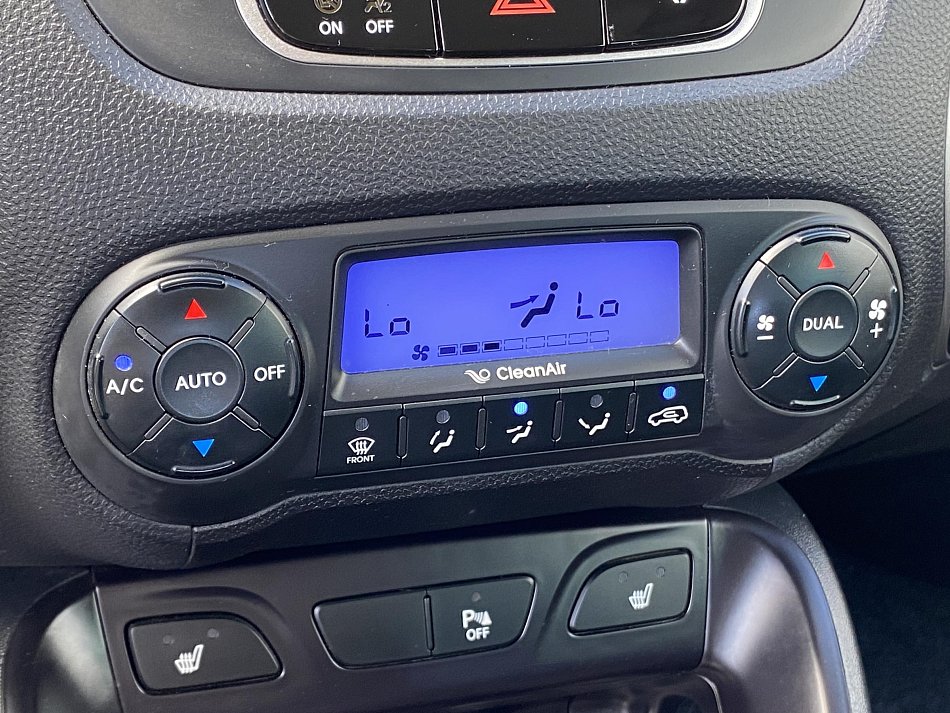 ON OFF
Lo Lo
CleanAir
A/C AUTO OFF
DUAL
- +
FRONT
P OFF